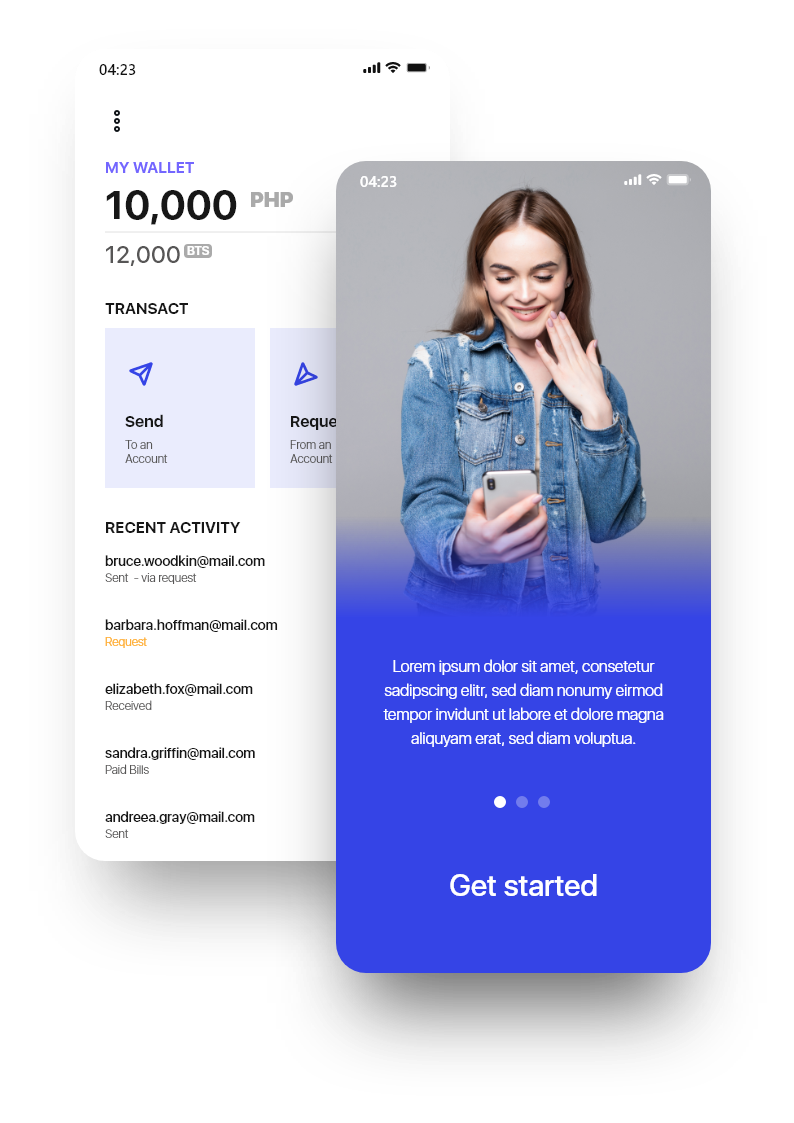 04:23
MY WALLET
10,000 PHP
12,000 BTS
TRANSACT
Send
To an
Account
Reque
From an
Account
RECENT ACTIVITY
bruce.woodkin@mail.com
Sent - via request
barbara.hoffman@mail.com
Request
elizabeth.fox@mail.com
Received
sandra.griffin@mail.com
Paid Bills
andreea.gray@mail.com
Sent
04:23
Lorem ipsum dolor sit amet, consetetur
sadipscing elitr, sed diam nonumy eirmod
tempor invidunt ut labore et dolore magna
aliquyam erat, sed diam voluptua.
Get started